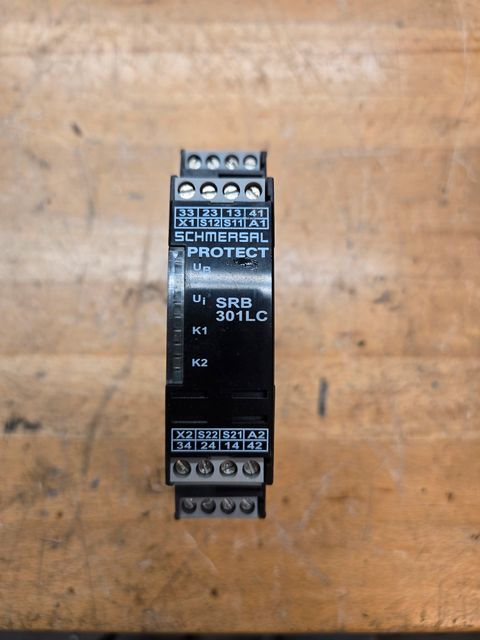 33 23 13 41
X1 S12 S11 A1
SCHMERSAL
PROTECT
UB
Ui
SRB
301LC
K1
K2
X2 S22 S21 A2
34 24 14 42